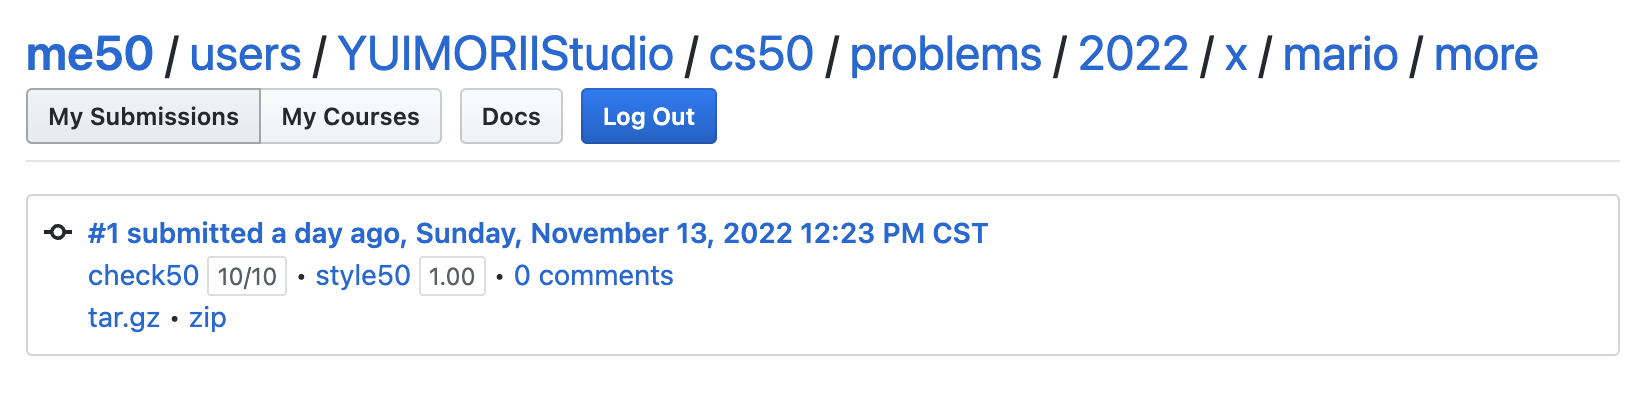 me50 / users / YUIMORIIStudio / cs50 / problems / 2022 / x / mario / more
My Submissions My Courses Docs Log Out
#1 submitted a day ago, Sunday, November 13, 2022 12:23 PM CST
check50 10/10 • style50 1.00 • 0 comments
tar.gz • zip